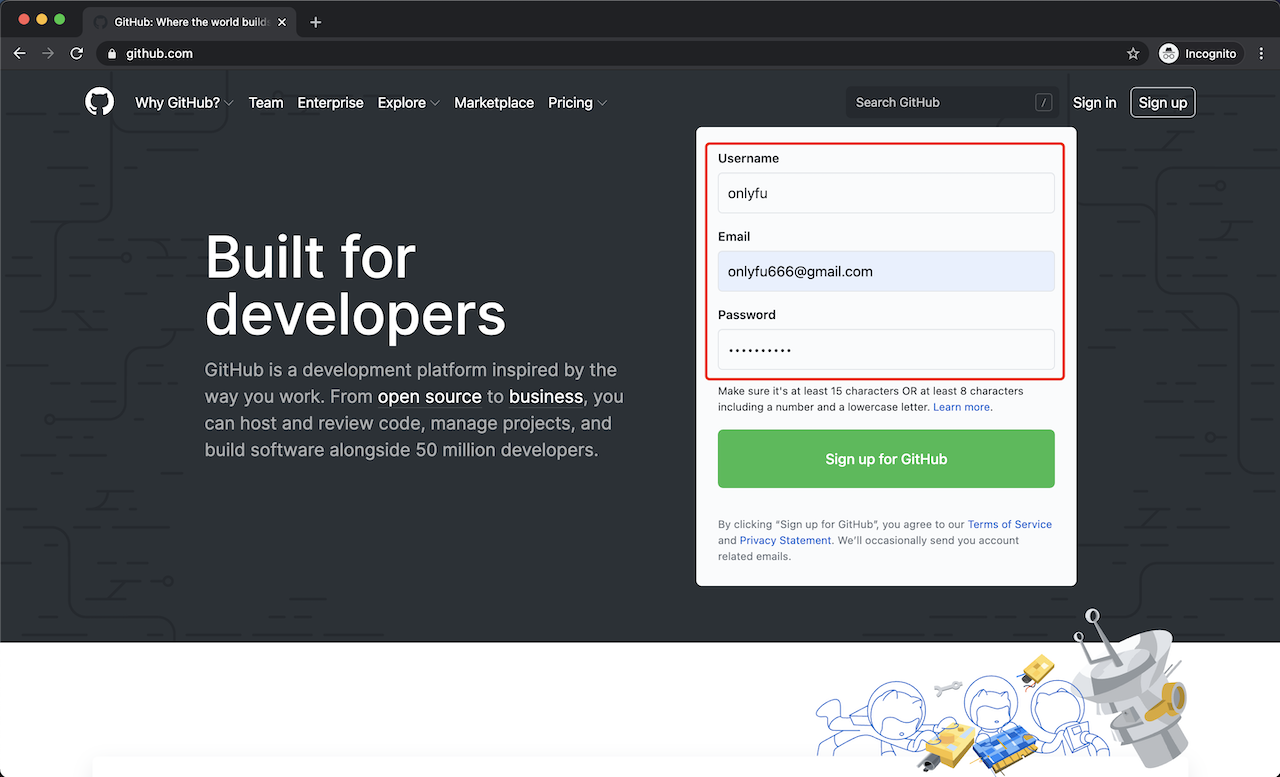 GitHub: Where the world builds
github.com
Incognito
Why GitHub? Team Enterprise Explore Marketplace Pricing
Search GitHub /
Sign in
Sign up
Built for
developers
GitHub is a development platform inspired by the
way you work. From open source to business, you
can host and review code, manage projects, and
build software alongside 50 million developers.
Username
onlyfu
Email
onlyfu666@gmail.com
Password
••••••••••
Make sure it's at least 15 characters OR at least 8 characters
including a number and a lowercase letter. Learn more.
Sign up for GitHub
By clicking “Sign up for GitHub”, you agree to our Terms of Service
and Privacy Statement. We'll occasionally send you account
related emails.